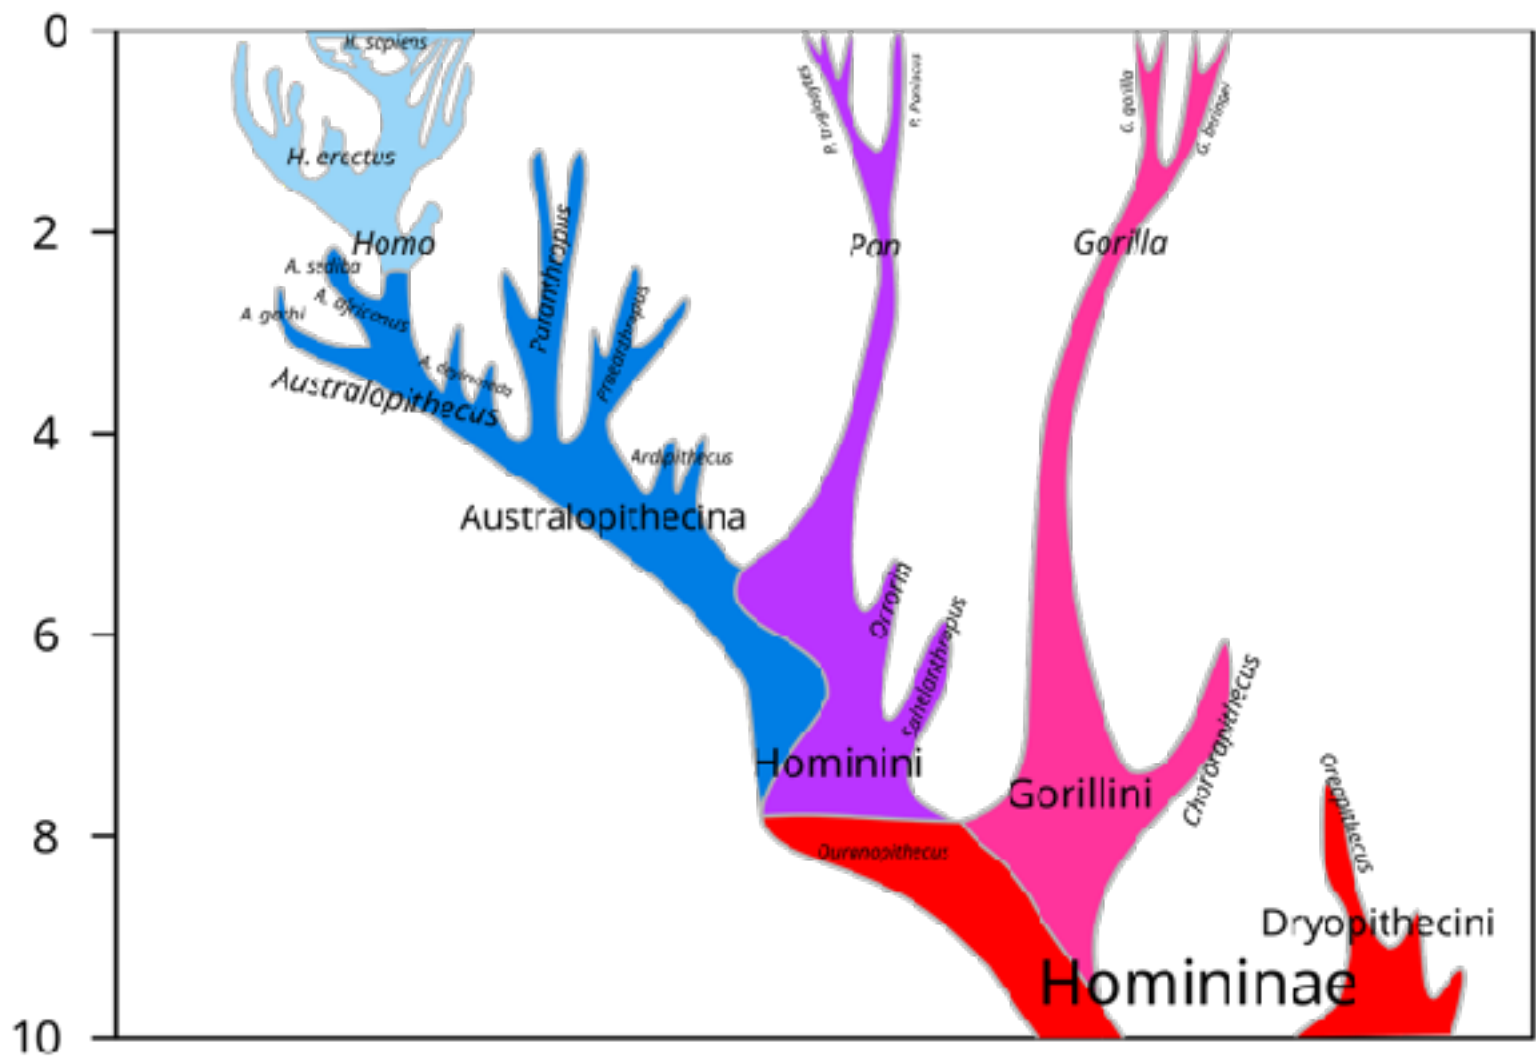 0
H. sapiens
P. troglodytes
P. Paniscus
G. gorilla
G. beringei
H. erectus
2
Homo
Pan
Gorilla
A. sediba
A. africanus
A. garhi
Paranthropus
Praeanthropus
A. deyiremeda
Australopithecus
4
Ardipithecus
Australopithecina
Orrorin
6
Sahelanthropus
Chororapithecus
Hominini
Gorillini
8
Ouranopithecus
Oreopithecus
Dryopithecini
Homininae
10